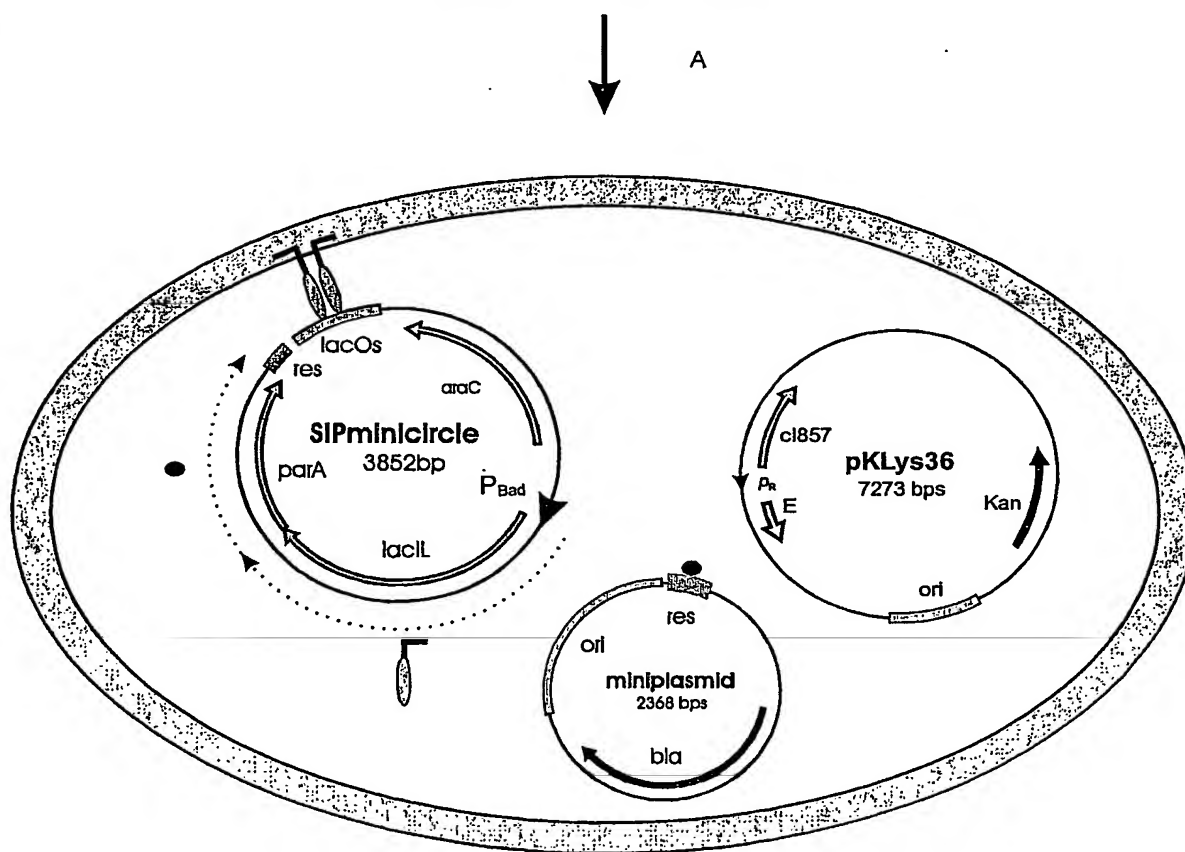 A
lacOs
res
araC
SIPminicircle
3852bp
parA
PBad
lacIL
cI857
pKLys36
7273 bps
pR
E
Kan
ori
res
ori
miniplasmid
2368 bps
bla